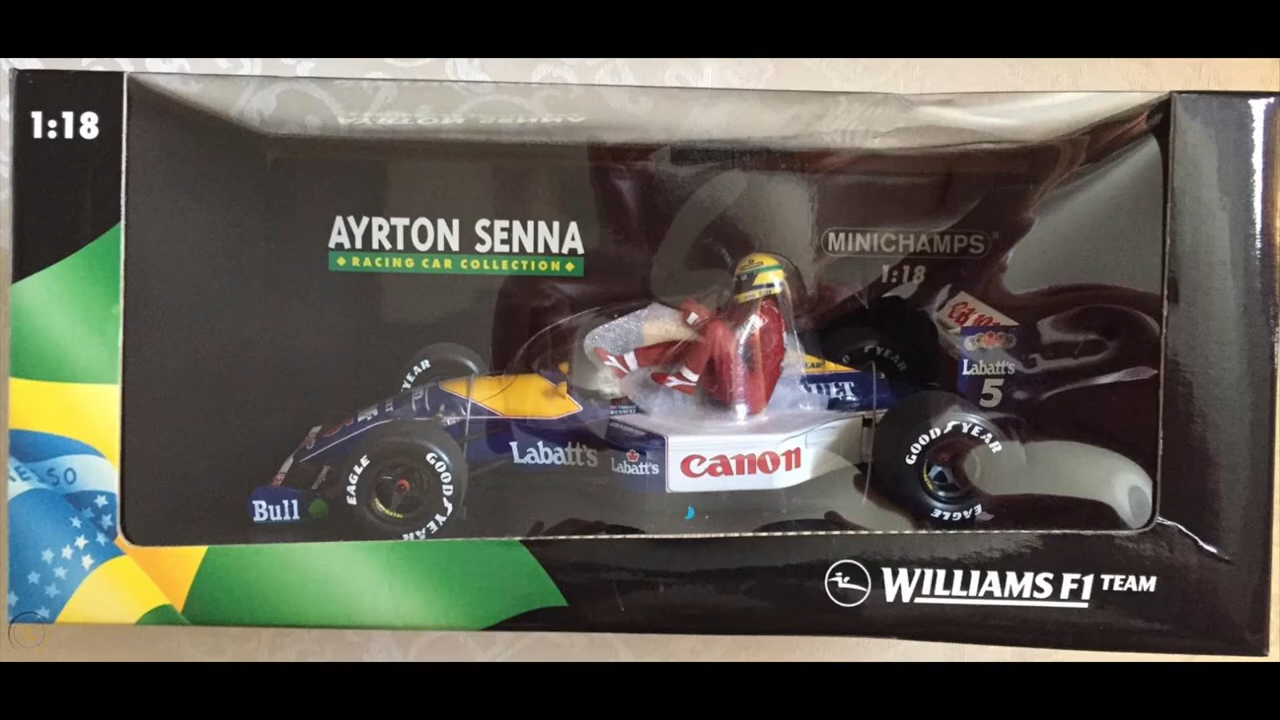 1:18
AYRTON SENNA
RACING CAR COLLECTION
MINICHAMPS
1:18
Labatt's
5
YEAR
GOODYEAR
EAGLE
EAGLE
GOODYEAR
Labatt's
Labatt's
Canon
Bull
WILLIAMS F1 TEAM